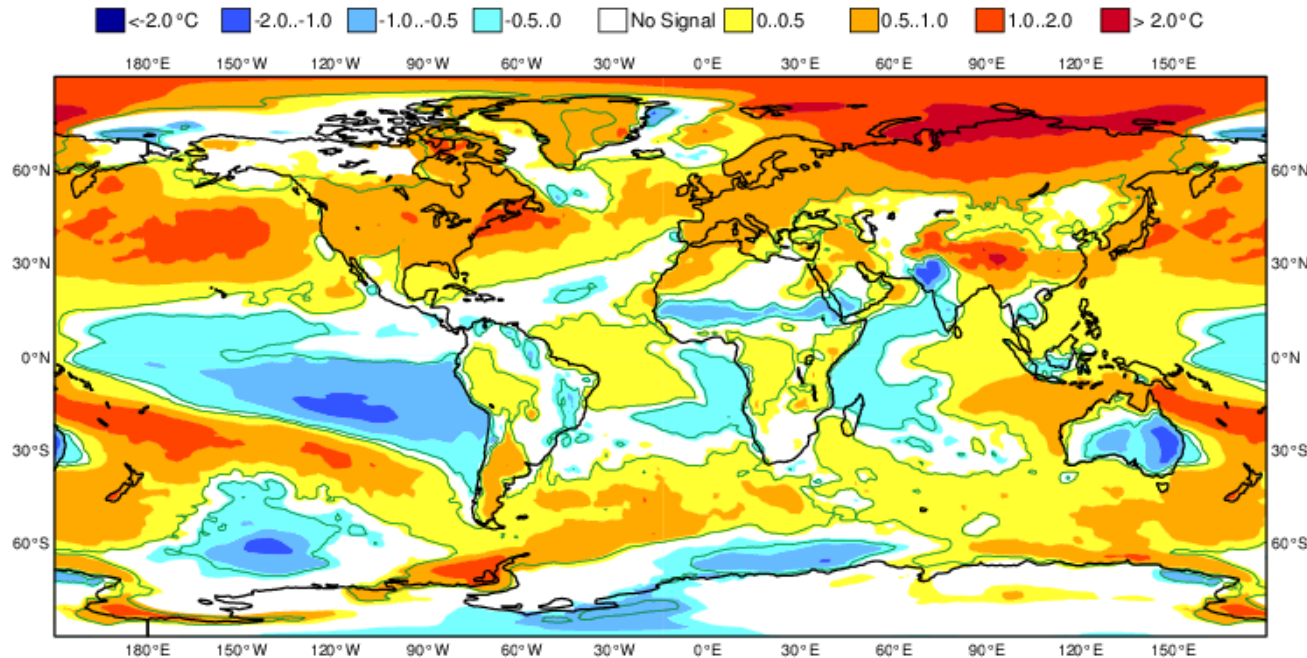 <-2.0°C -2.0..-1.0 -1.0..-0.5 -0.5..0 No Signal 0..0.5 0.5..1.0 1.0..2.0 > 2.0°C
180°E 150°W 120°W 90°W 60°W 30°W 0°E 30°E 60°E 90°E 120°E 150°E
60°N 60°N
30°N 30°N
0°N 0°N
30°S 30°S
60°S 60°S
180°E 150°W 120°W 90°W 60°W 30°W 0°E 30°E 60°E 90°E 120°E 150°E